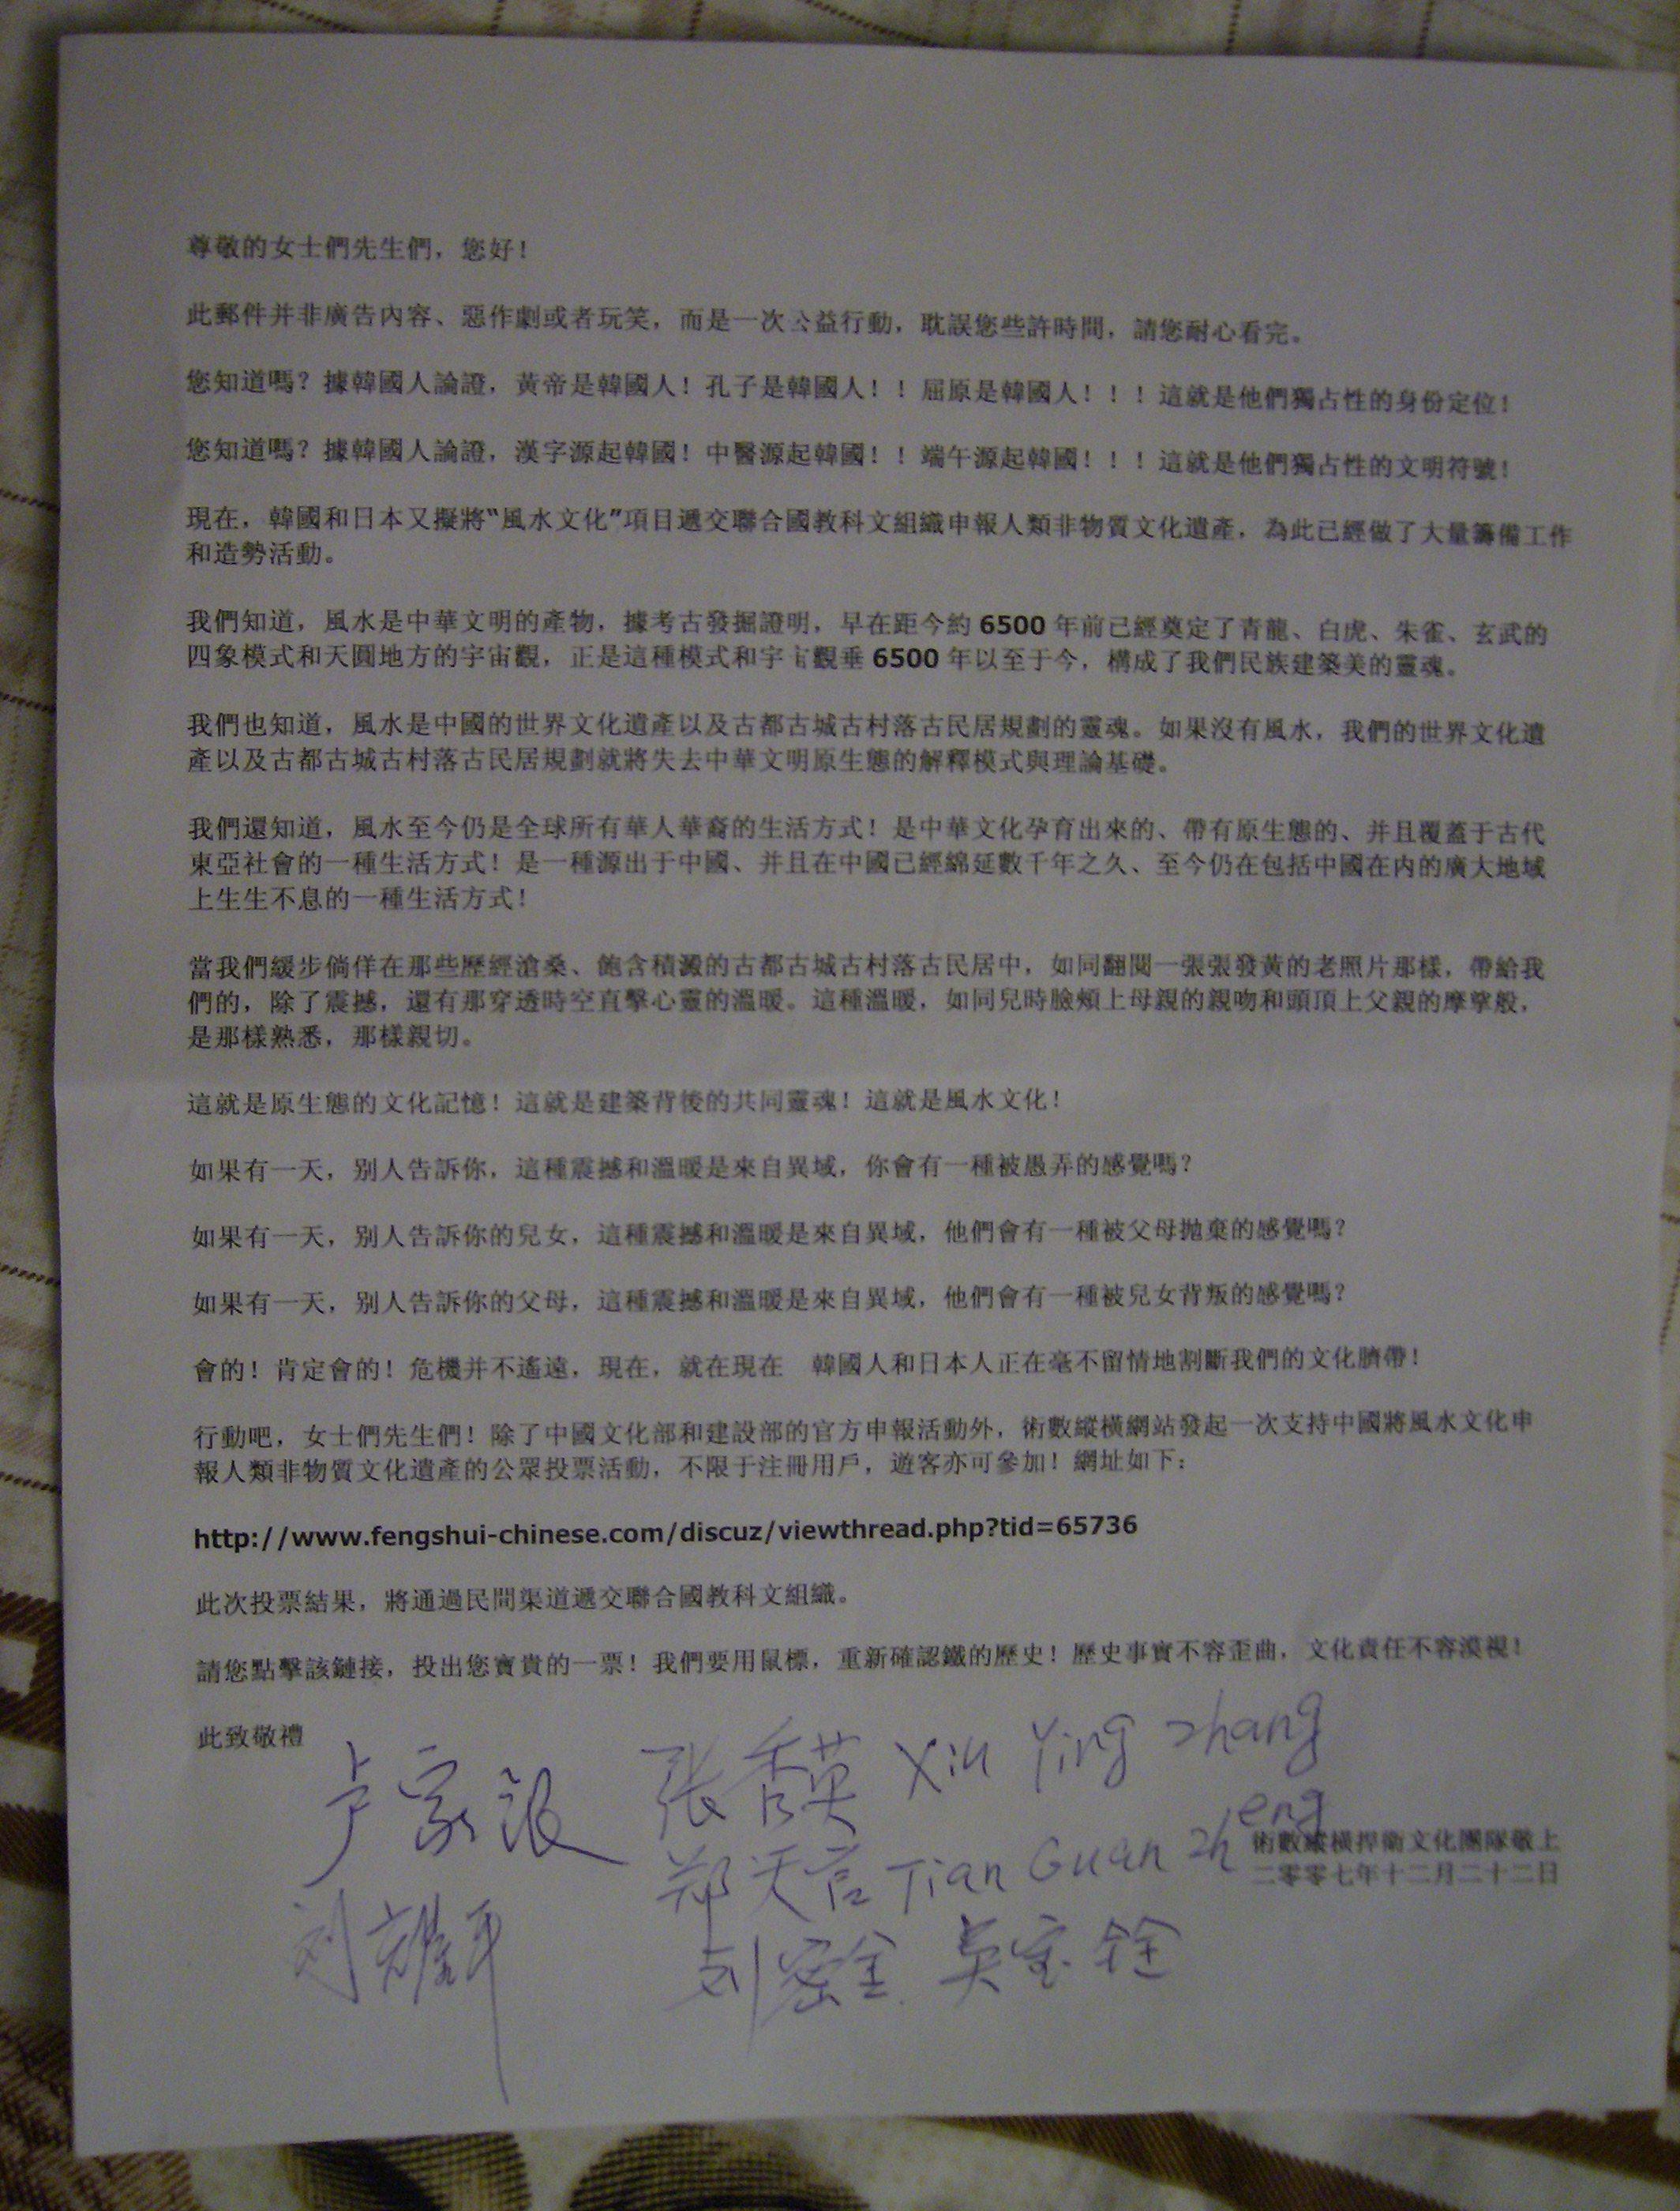 尊敬的女士們先生們，您好！
此郵件并非廣告內容、惡作劇或者玩笑，而是一次公益行動，耽誤您些許時間，請您耐心看完。
您知道嗎？據韓國人論證，黃帝是韓國人！孔子是韓國人！！屈原是韓國人！！！這就是他們獨占性的身份定位！
您知道嗎？據韓國人論證，漢字源起韓國！中醫源起韓國！！端午源起韓國！！！這就是他們獨占性的文明符號！
現在，韓國和日本又擬將“風水文化”項目遞交聯合國教科文組織申報人類非物質文化遺產，為此已經做了大量籌備工作
和造勢活動。
我們知道，風水是中華文明的產物，據考古發掘證明，早在距今約 6500 年前已經奠定了青龍、白虎、朱雀、玄武的
四象模式和天圓地方的宇宙觀，正是這種模式和宇宙觀垂 6500 年以至于今，構成了我們民族建築美的靈魂。
我們也知道，風水是中國的世界文化遺產以及古都古城古村落古民居規劃的靈魂。如果沒有風水，我們的世界文化遺
產以及古都古城古村落古民居規劃就將失去中華文明原生態的解釋模式與理論基礎。
我們還知道，風水至今仍是全球所有華人華裔的生活方式！是中華文化孕育出來的、帶有原生態的、并且覆蓋于古代
東亞社會的一種生活方式！是一種源出于中國、并且在中國已經綿延數千年之久、至今仍在包括中國在內的廣大地域
上生生不息的一種生活方式！
當我們緩步倘佯在那些歷經滄桑、飽含積澱的古都古城古村落古民居中，如同翻閱一張張發黃的老照片那樣，帶給我
們的，除了震撼，還有那穿透時空直擊心靈的溫暖。這種溫暖，如同兒時臉頰上母親的親吻和頭頂上父親的摩挲般，
是那樣熟悉，那樣親切。
這就是原生態的文化記憶！這就是建築背後的共同靈魂！這就是風水文化！
如果有一天，別人告訴你，這種震撼和溫暖是來自異域，你會有一種被愚弄的感覺嗎？
如果有一天，別人告訴你的兒女，這種震撼和溫暖是來自異域，他們會有一種被父母拋棄的感覺嗎？
如果有一天，別人告訴你的父母，這種震撼和溫暖是來自異域，他們會有一種被兒女背叛的感覺嗎？
會的！肯定會的！危機并不遙遠，現在，就在現在 韓國人和日本人正在毫不留情地割斷我們的文化臍帶！
行動吧，女士們先生們！除了中國文化部和建設部的官方申報活動外，術數縱橫網站發起一次支持中國將風水文化申
報人類非物質文化遺產的公眾投票活動，不限于注冊用戶，遊客亦可參加！網址如下：
http://www.fengshui-chinese.com/discuz/viewthread.php?tid=65736
此次投票結果，將通過民間渠道遞交聯合國教科文組織。
請您點擊該鏈接，投出您寶貴的一票！我們要用鼠標，重新確認鐵的歷史！歷史事實不容歪曲，文化責任不容漠視！
此致敬禮
張秀英 Xiu Ying Zhang
郑天官 Tian Guan Zheng
術數縱橫捍衛文化團隊敬上
二零零七年十二月二十二日
吳宝铨